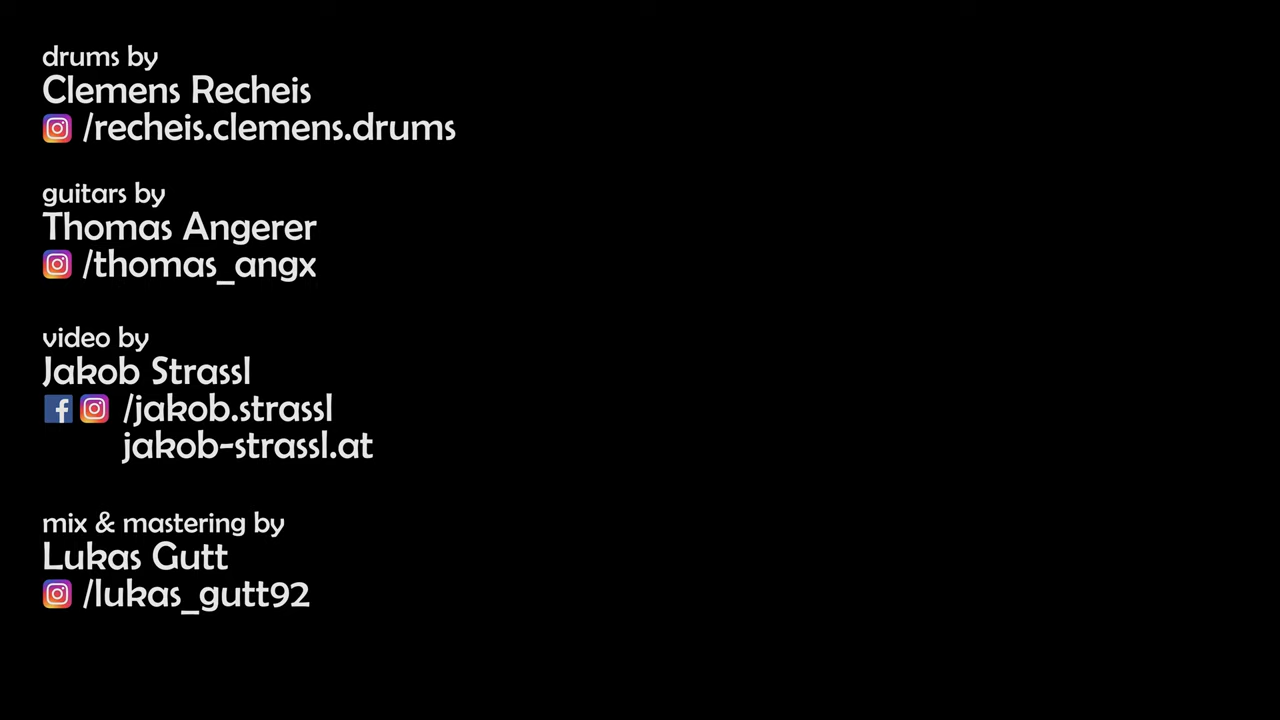 drums by
Clemens Recheis
/recheis.clemens.drums
guitars by
Thomas Angerer
/thomas_angx
video by
Jakob Strassl
/jakob.strassl
jakob-strassl.at
mix & mastering by
Lukas Gutt
/lukas_gutt92